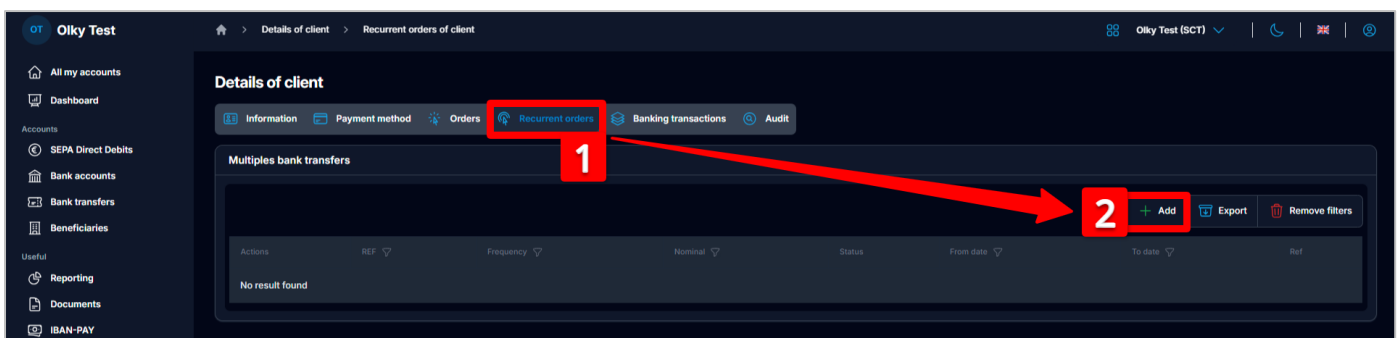 OT Olky Test
Details of client > Recurrent orders of client
Olky Test (SCT)
All my accounts
Dashboard
Accounts
SEPA Direct Debits
Bank accounts
Bank transfers
Beneficiaries
Useful
Reporting
Documents
IBAN-PAY
Details of client
Information Payment method Orders Recurrent orders Banking transactions Audit
1
Multiples bank transfers
2
Add Export Remove filters
Actions REF Frequency Nominal Status From date To date Ref
No result found